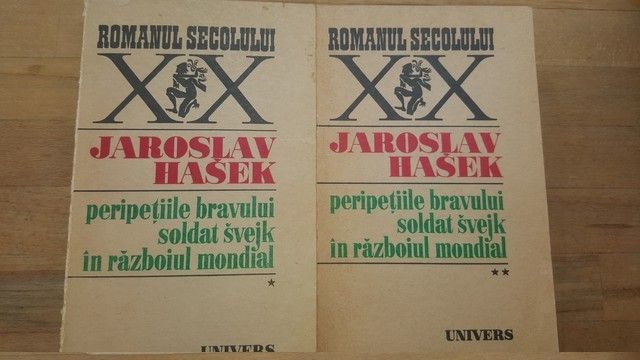 ROMANUL SECOLULUI
XX
JAROSLAV
HAŠEK
peripețiile bravului
soldat švejk
în războiul mondial
*
UNIVERS
ROMANUL SECOLULUI
XX
JAROSLAV
HAŠEK
peripețiile bravului
soldat švejk
în războiul mondial
**
UNIVERS